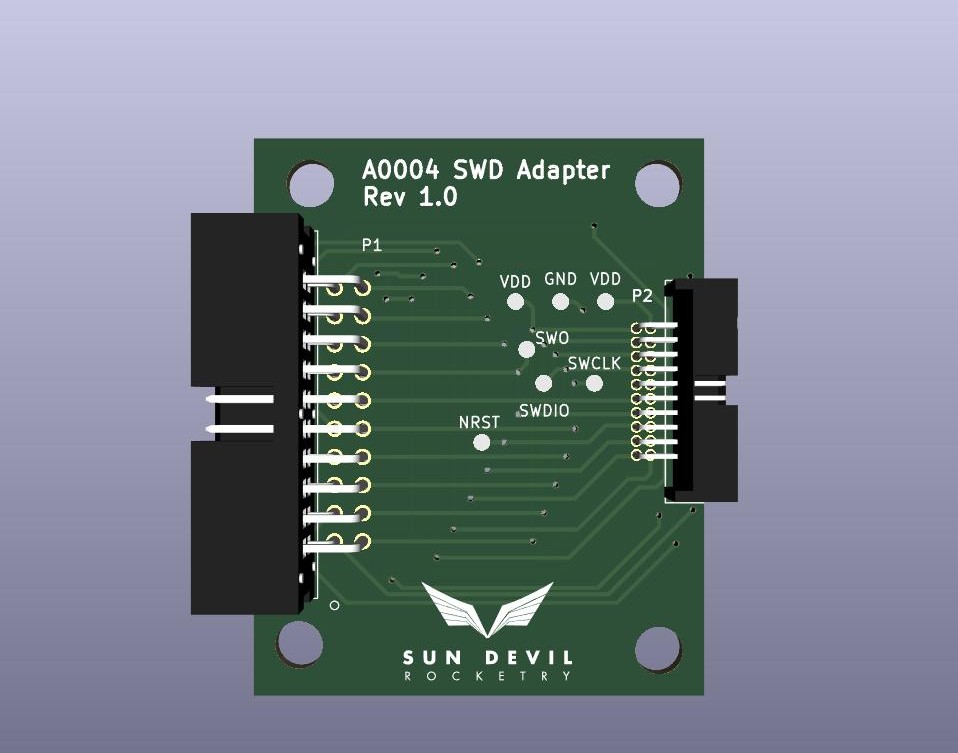 A0004 SWD Adapter
Rev 1.0
P1
VDD GND VDD
P2
SWO
SWCLK
SWDIO
NRST
SUN DEVIL
ROCKETRY